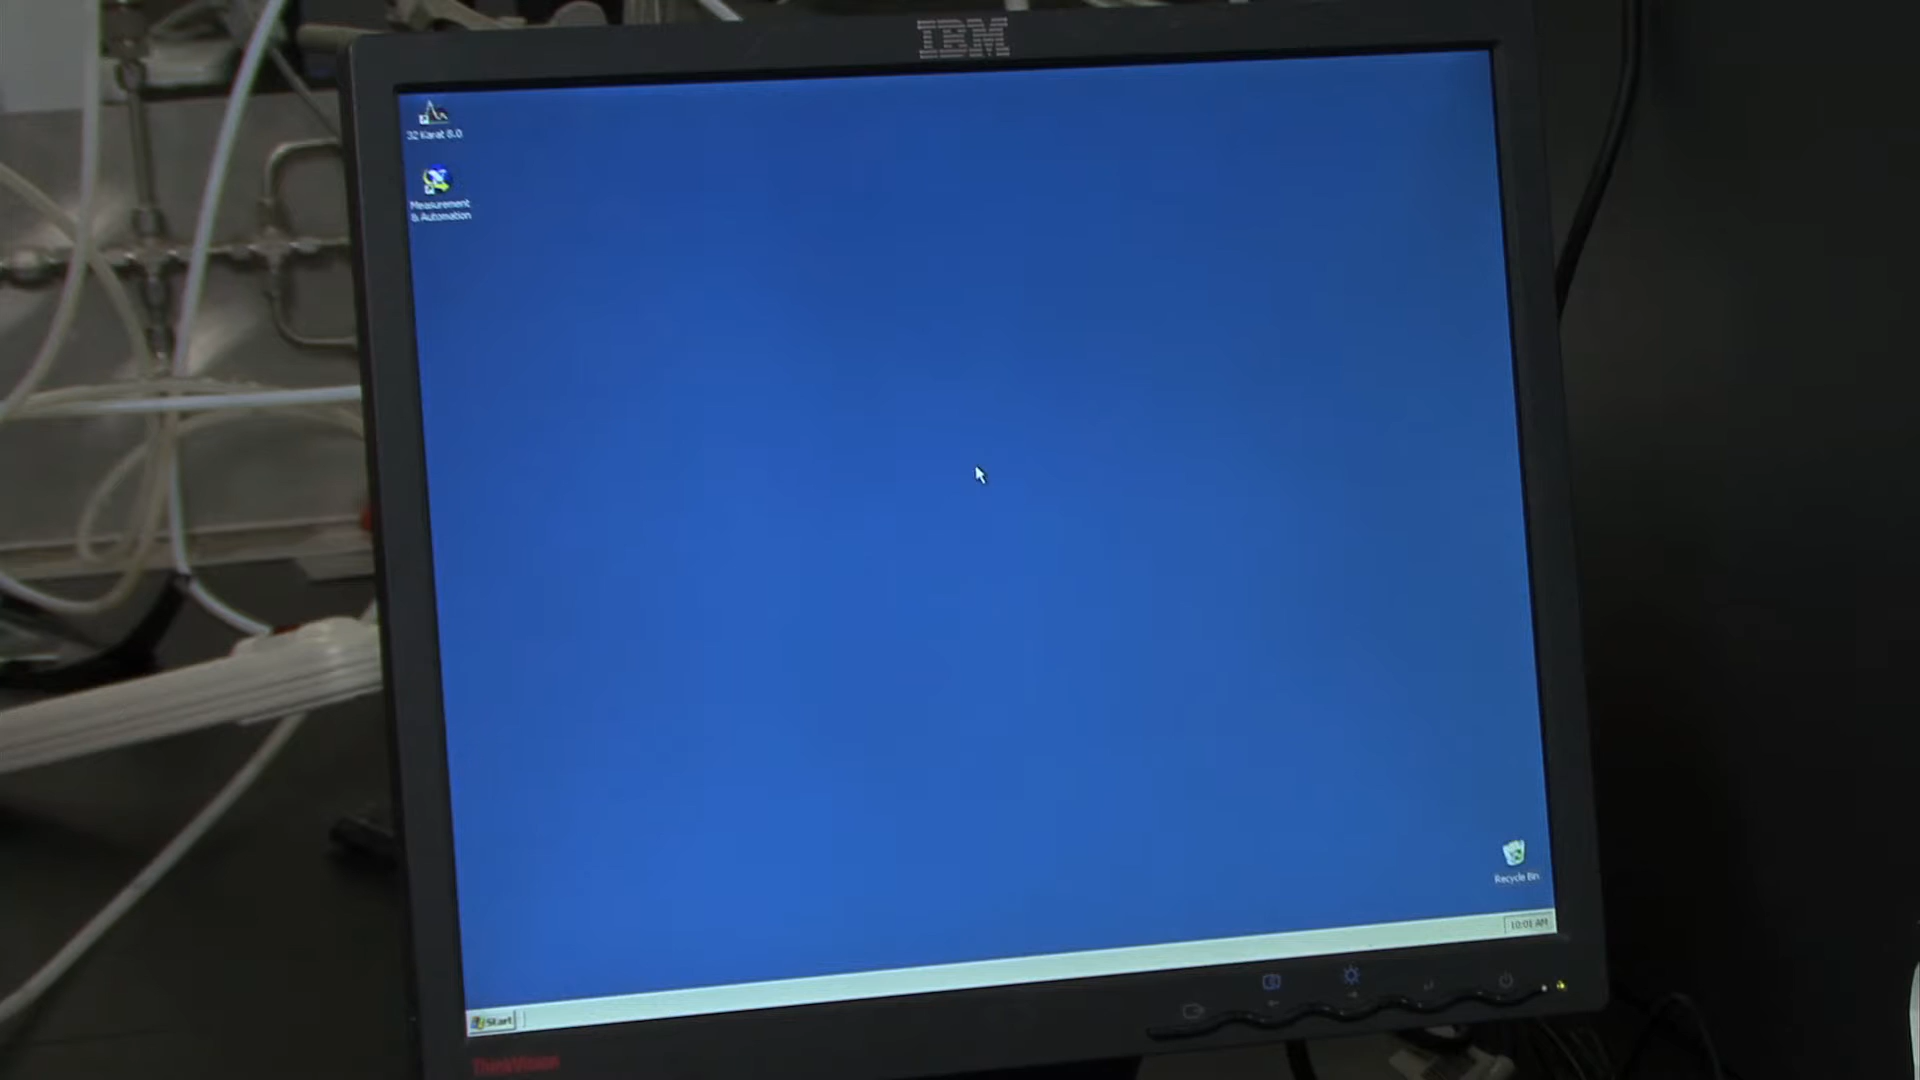 IBM
32 Karat 8.0
Measurement
& Automation
Recycle Bin
10:01 AM
Start
ThinkVision